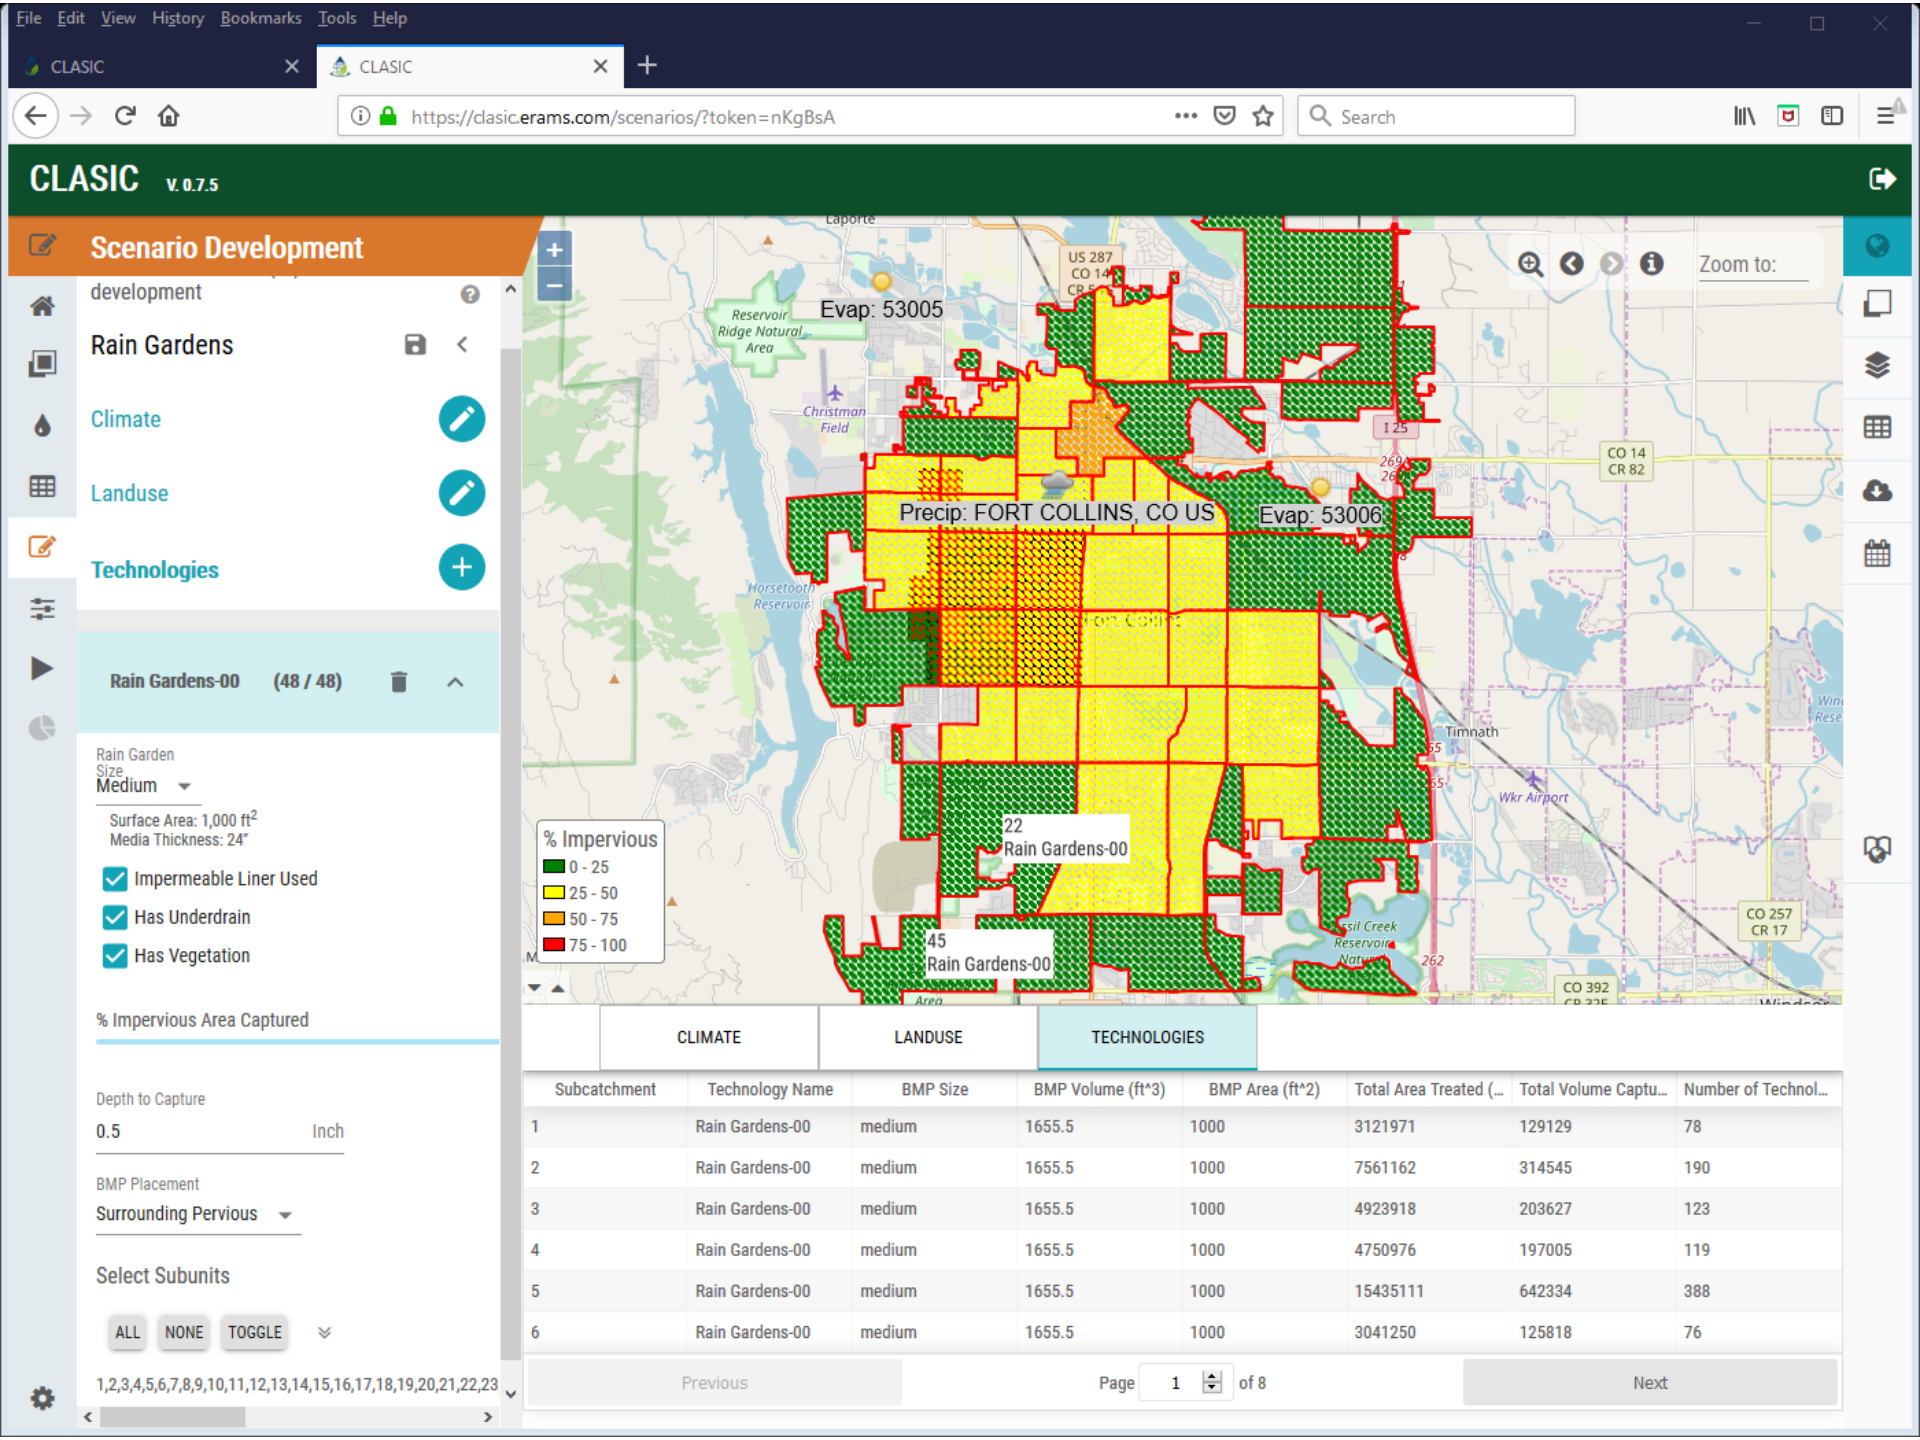 File Edit View History Bookmarks Tools Help
CLASIC
CLASIC
https://clasic.erams.com/scenarios/?token=nKgBsA
Search
CLASIC V. 0.7.5
Scenario Development
development
Rain Gardens
Climate
Landuse
Technologies
Rain Gardens-00 (48 / 48)
Rain Garden
Size
Medium
Surface Area: 1,000 ft2
Media Thickness: 24"
Impermeable Liner Used
Has Underdrain
Has Vegetation
% Impervious Area Captured
Depth to Capture
0.5 Inch
BMP Placement
Surrounding Pervious
Select Subunits
ALL NONE TOGGLE
1,2,3,4,5,6,7,8,9,10,11,12,13,14,15,16,17,18,19,20,21,22,23
+
−
Zoom to:
Laporte
US 287
CO 14
Evap: 53005
Reservoir
Ridge Natural
Area
Christman
Field
I 25
269A
CO 14
CR 82
Precip: FORT COLLINS, CO US
Evap: 53006
Horsetooth
Reservoir
Fort Collins
Timnath
Wkr Airport
22
Rain Gardens-00
45
Rain Gardens-00
Reservoir
262
CO 257
CR 17
CO 392
Area
% Impervious
0 - 25
25 - 50
50 - 75
75 - 100
CLIMATE LANDUSE TECHNOLOGIES
Subcatchment Technology Name BMP Size BMP Volume (ft^3) BMP Area (ft^2) Total Area Treated (... Total Volume Captu... Number of Technol...
1 Rain Gardens-00 medium 1655.5 1000 3121971 129129 78
2 Rain Gardens-00 medium 1655.5 1000 7561162 314545 190
3 Rain Gardens-00 medium 1655.5 1000 4923918 203627 123
4 Rain Gardens-00 medium 1655.5 1000 4750976 197005 119
5 Rain Gardens-00 medium 1655.5 1000 15435111 642334 388
6 Rain Gardens-00 medium 1655.5 1000 3041250 125818 76
Previous Page 1 of 8 Next